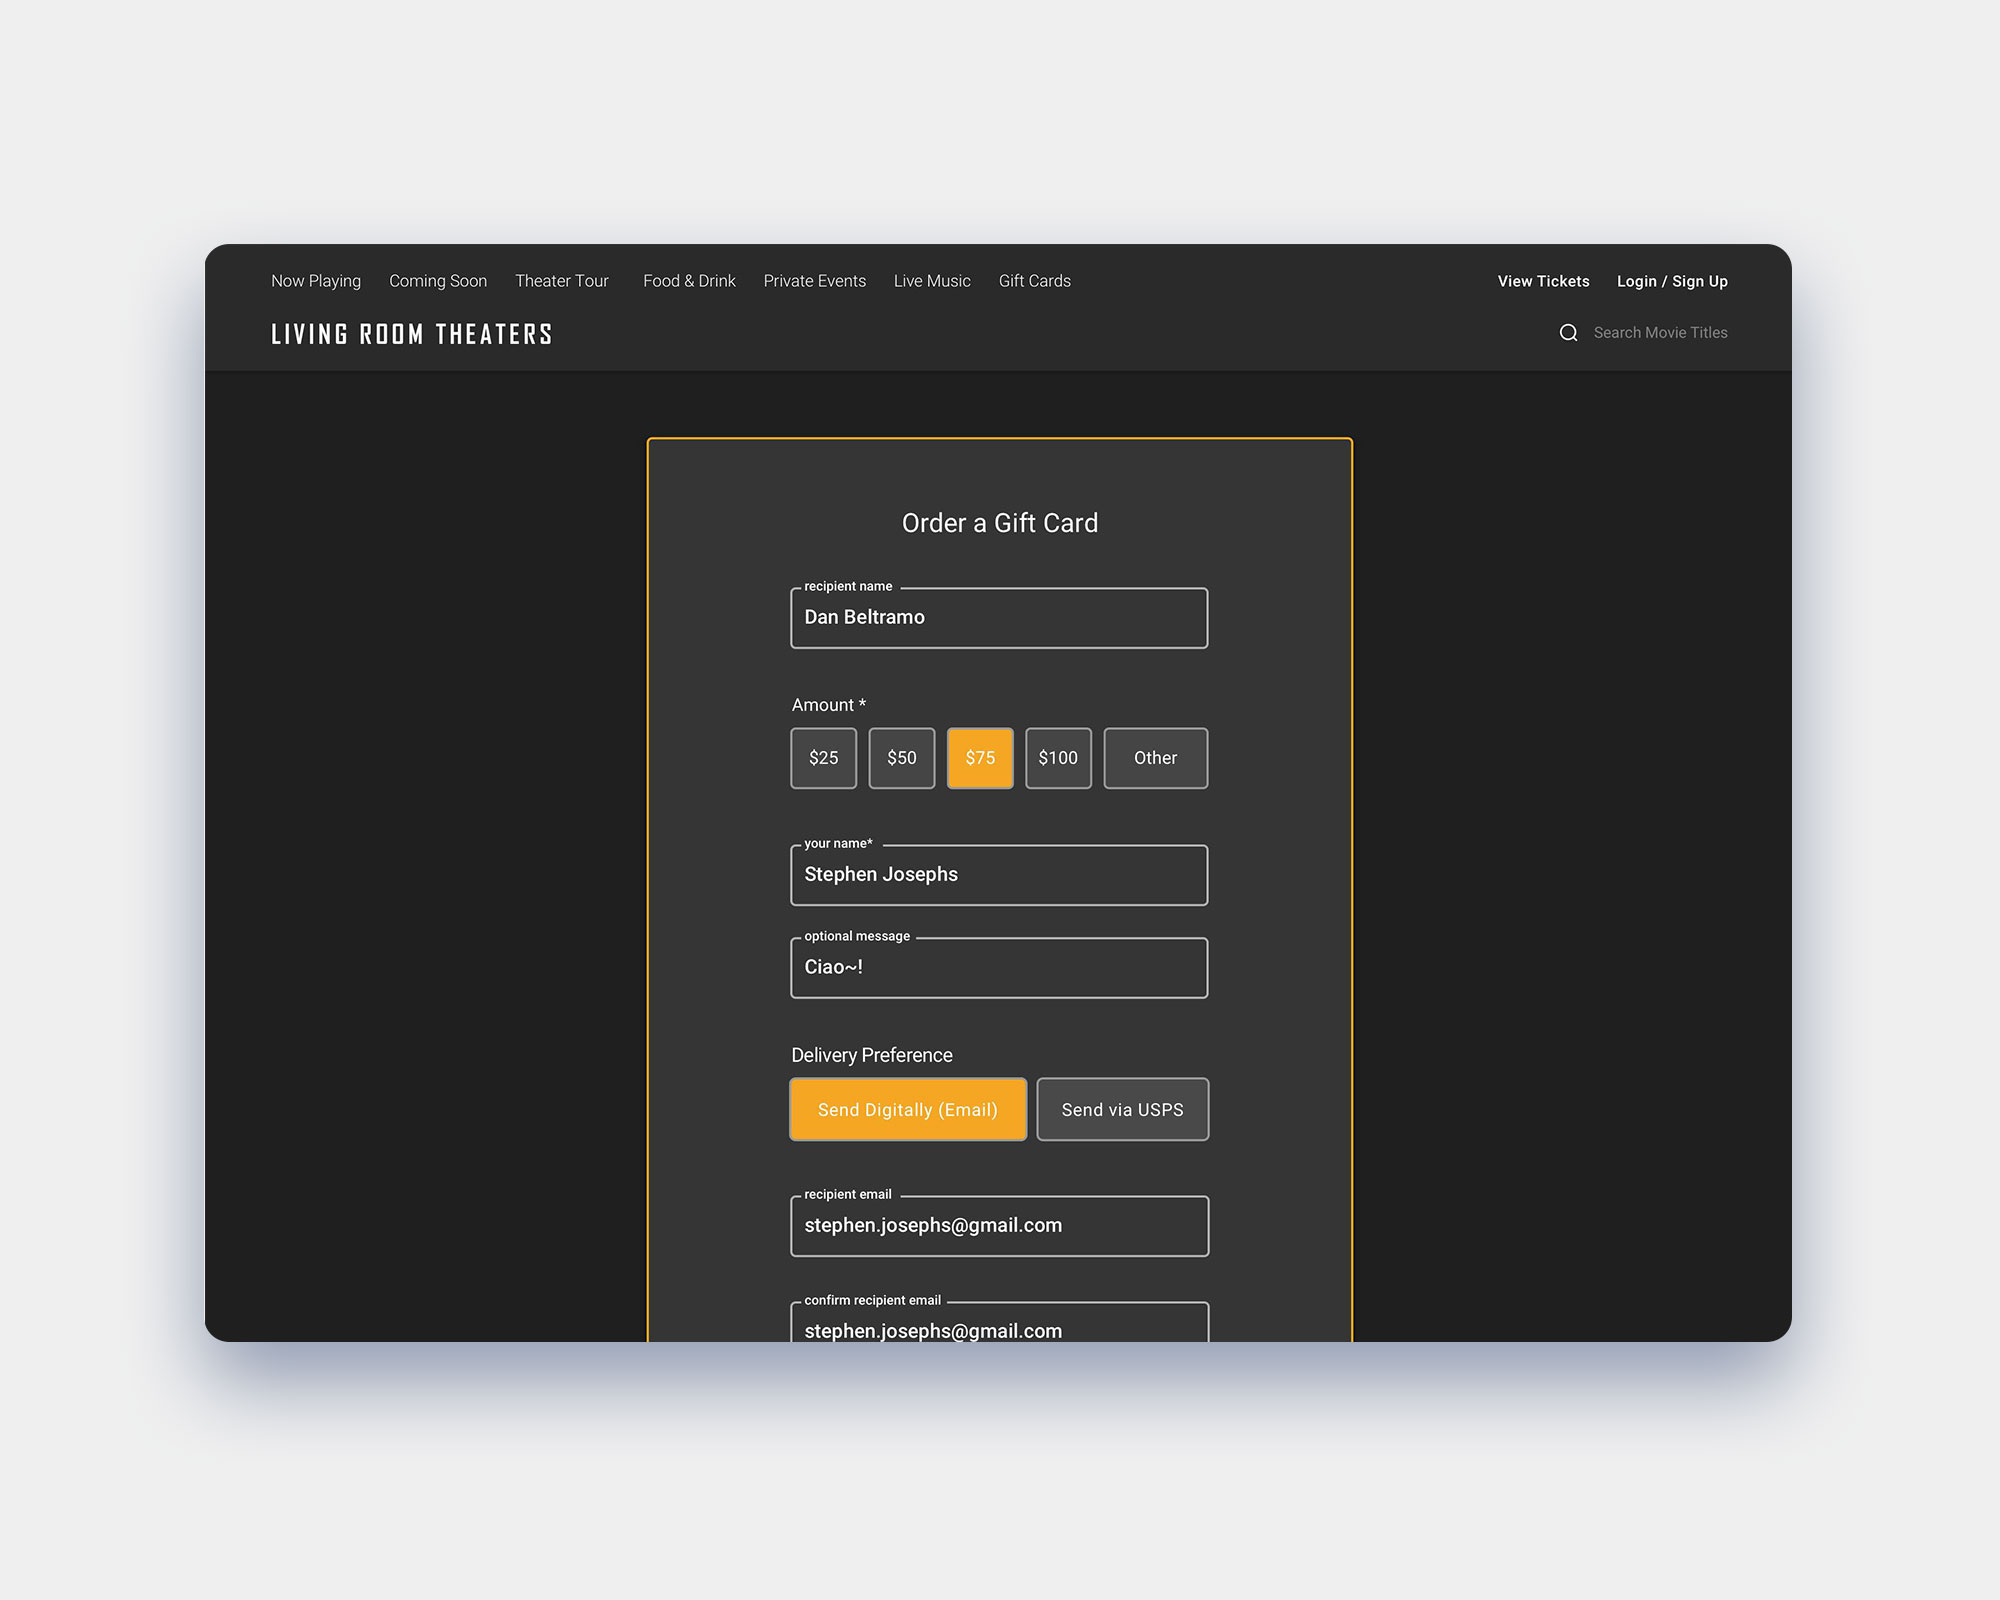 Now Playing Coming Soon Theater Tour Food & Drink Private Events Live Music Gift Cards View Tickets Login / Sign Up
LIVING ROOM THEATERS Search Movie Titles
Order a Gift Card
recipient name
Dan Beltramo
Amount *
$25 $50 $75 $100 Other
your name*
Stephen Josephs
optional message
Ciao~!
Delivery Preference
Send Digitally (Email) Send via USPS
recipient email
stephen.josephs@gmail.com
confirm recipient email
stephen.josephs@gmail.com